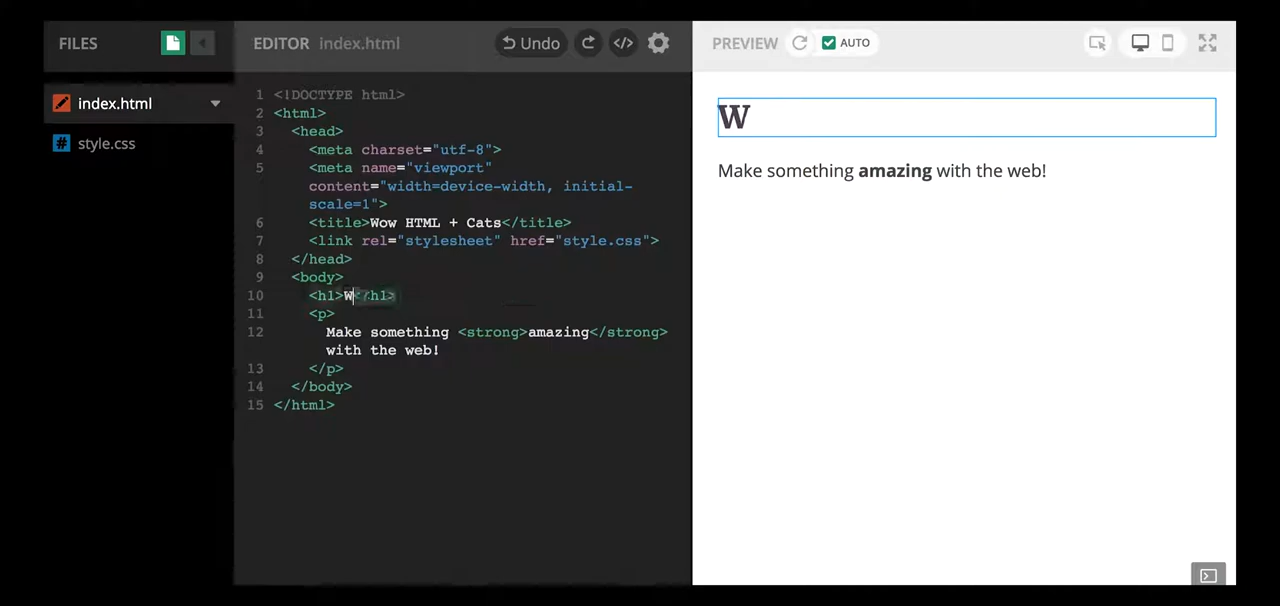 FILES
EDITOR index.html
Undo
PREVIEW
AUTO
index.html
style.css
1 <!DOCTYPE html>
2 <html>
3 <head>
4 <meta charset="utf-8">
5 <meta name="viewport"
content="width=device-width, initial-
scale=1">
6 <title>Wow HTML + Cats</title>
7 <link rel="stylesheet" href="style.css">
8 </head>
9 <body>
10 <h1>W</h1>
11 <p>
12 Make something <strong>amazing</strong>
with the web!
13 </p>
14 </body>
15 </html>
W
Make something amazing with the web!